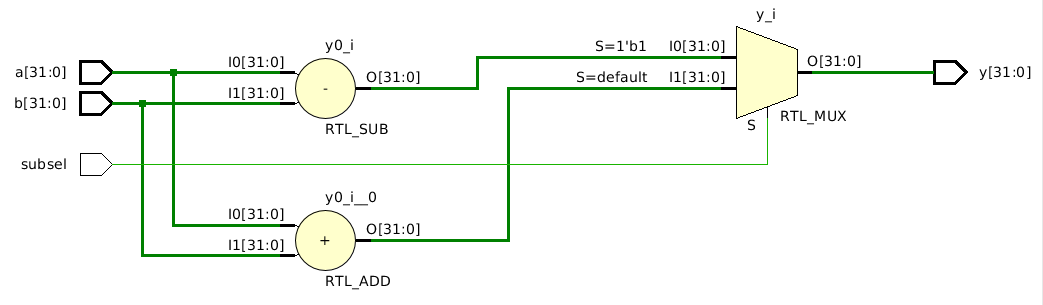 y_i
y0_i
S=1'b1 I0[31:0]
I0[31:0]
O[31:0]
a[31:0]
O[31:0]
y[31:0]
S=default I1[31:0]
-
I1[31:0]
b[31:0]
RTL_MUX
S
RTL_SUB
subsel
y0_i__0
I0[31:0]
O[31:0]
+
I1[31:0]
RTL_ADD